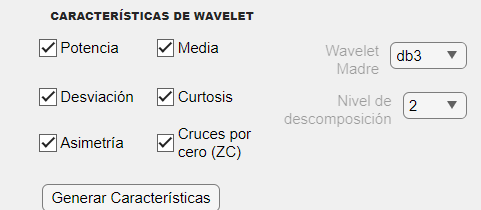 CARACTERÍSTICAS DE WAVELET
Potencia
Media
Wavelet
Madre
db3
Desviación
Curtosis
Nivel de
descomposición
2
Asimetría
Cruces por
cero (ZC)
Generar Características